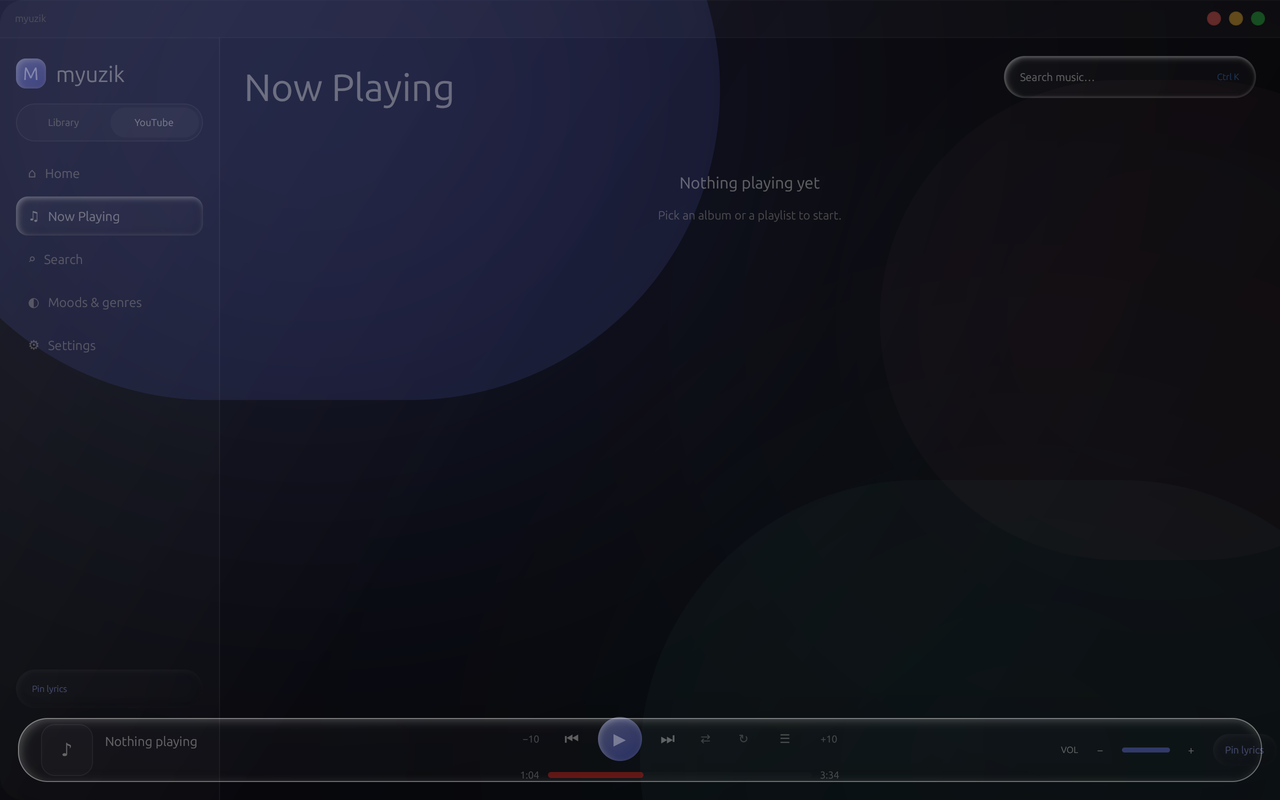 myuzik
M myuzik
Library YouTube
Home
Now Playing
Search
Moods & genres
Settings
Pin lyrics
Now Playing
Search music... Ctrl K
Nothing playing yet
Pick an album or a playlist to start.
Nothing playing
−10 +10
1:04 3:34
VOL − +
Pin lyrics